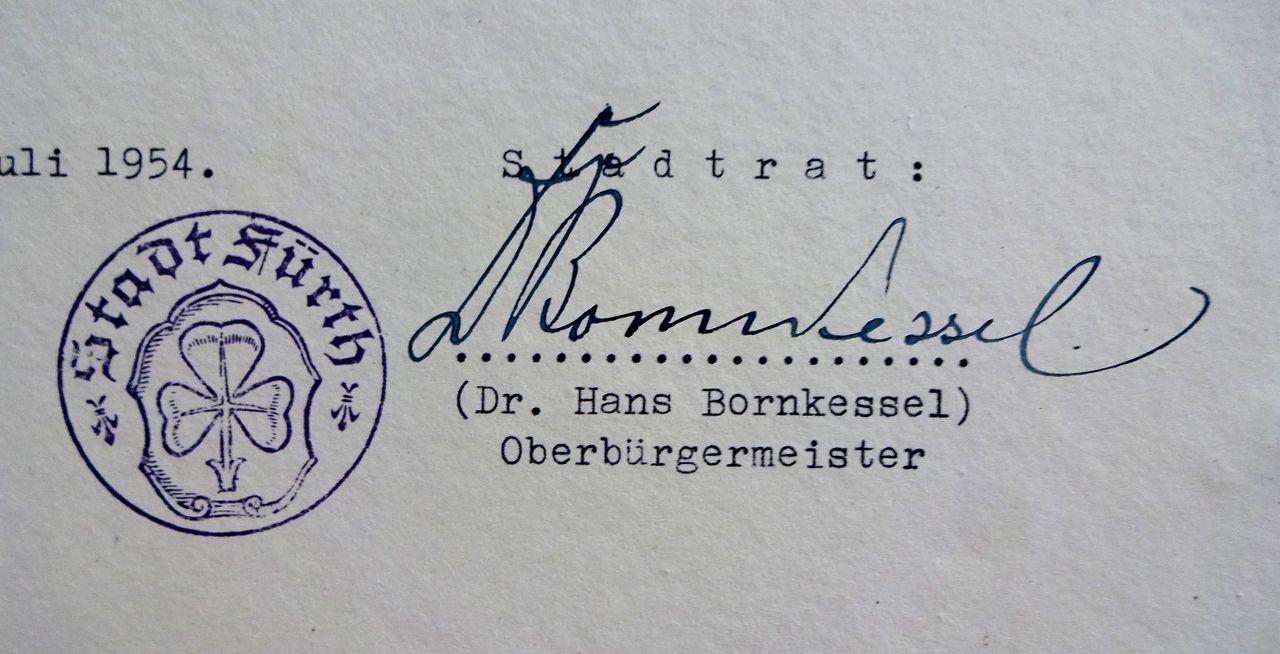 uli 1954.
Stadtrat:
Stadt Fürth
Dr Bornkessel
(Dr. Hans Bornkessel)
Oberbürgermeister